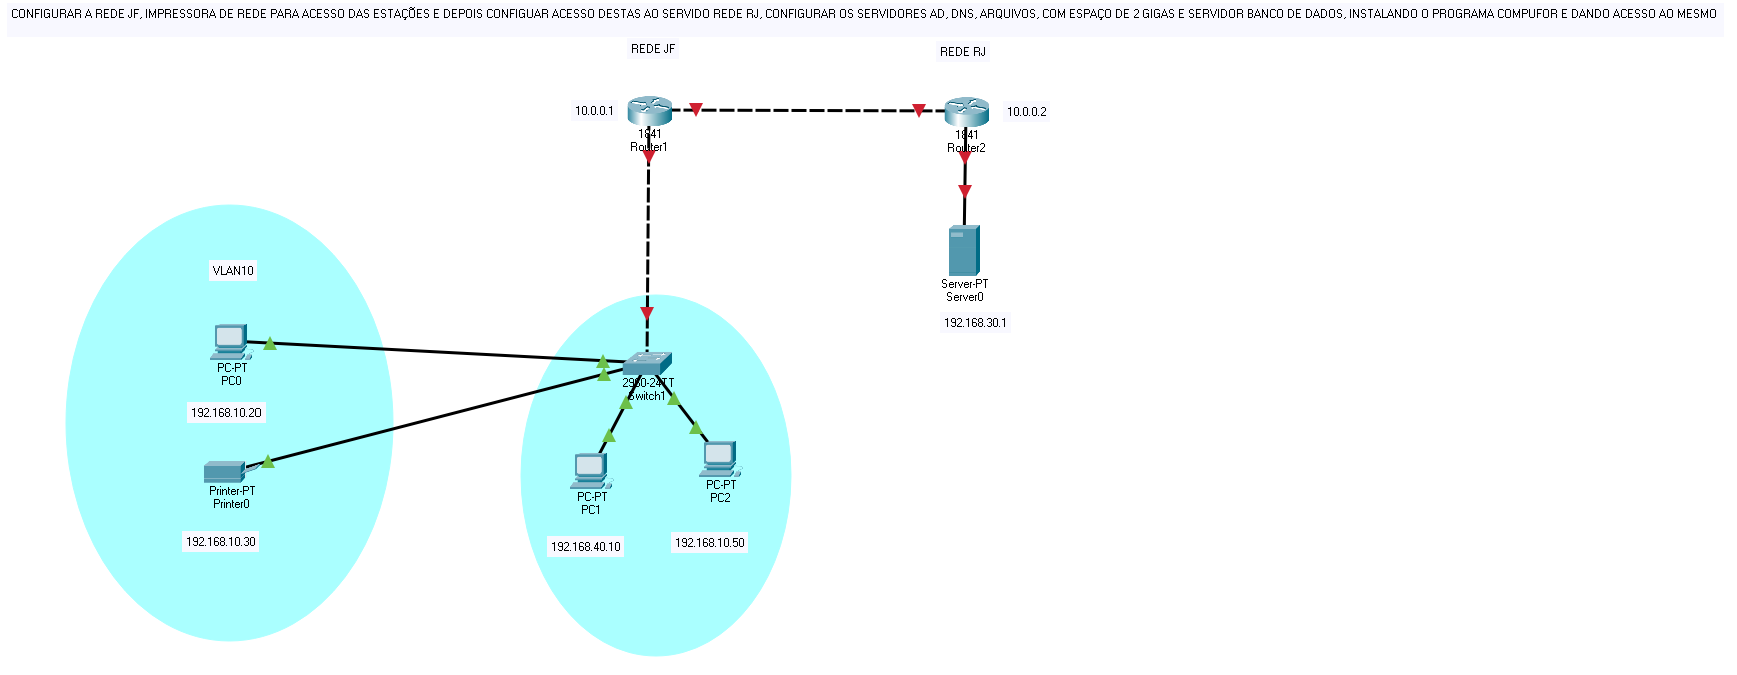 CONFIGURAR A REDE JF, IMPRESSORA DE REDE PARA ACESSO DAS ESTAÇÕES E DEPOIS CONFIGUAR ACESSO DESTAS AO SERVIDO REDE RJ, CONFIGURAR OS SERVIDORES AD, DNS, ARQUIVOS, COM ESPAÇO DE 2 GIGAS E SERVIDOR BANCO DE DADOS, INSTALANDO O PROGRAMA COMPUFOR E DANDO ACESSO AO MESMO
REDE JF
REDE RJ
10.0.0.1
1841
Router1
1841
Router2
10.0.0.2
Server-PT
Server0
192.168.30.1
VLAN10
PC-PT
PC0
192.168.10.20
Printer-PT
Printer0
192.168.10.30
2960-24TT
Switch1
PC-PT
PC1
192.168.40.10
PC-PT
PC2
192.168.10.50